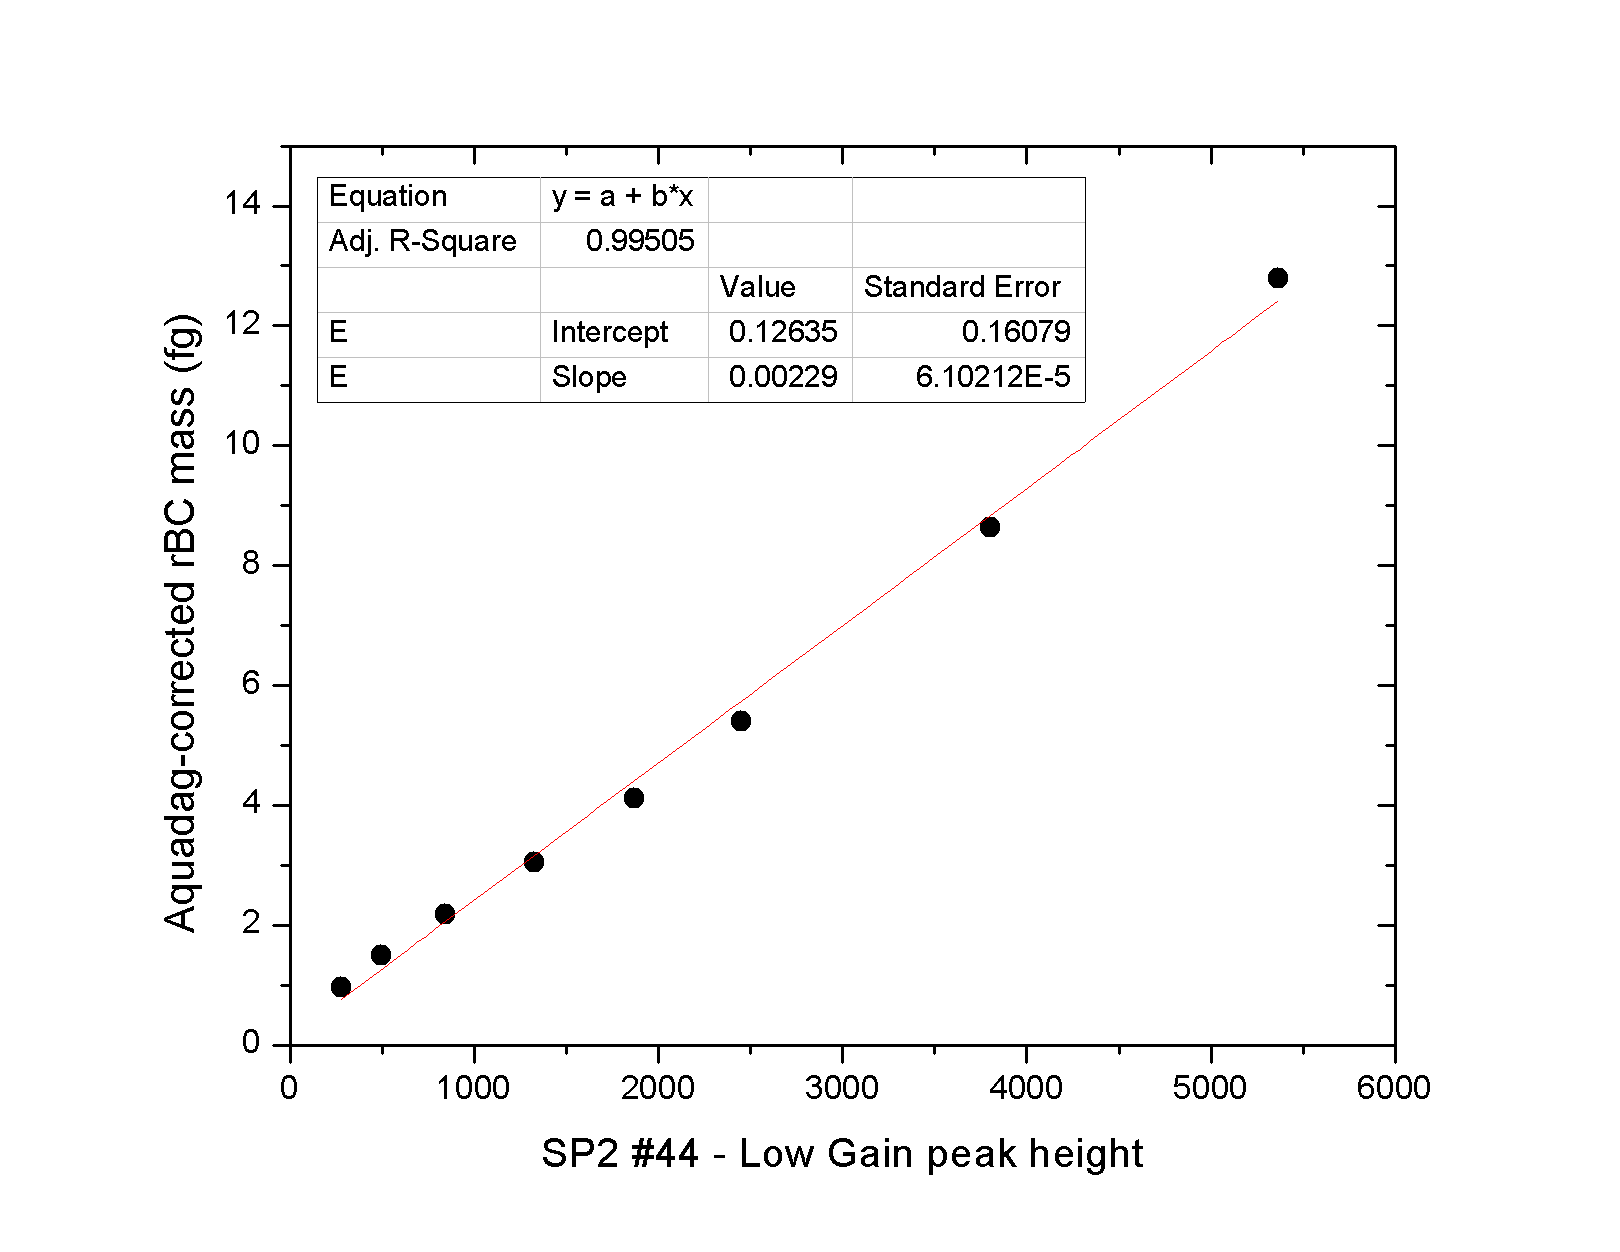 Equation y = a + b*x
Adj. R-Square 0.99505
Value Standard Error
E Intercept 0.12635 0.16079
E Slope 0.00229 6.10212E-5
14
12
10
8
6
4
2
0
Aquadag-corrected rBC mass (fg)
0 1000 2000 3000 4000 5000 6000
SP2 #44 - Low Gain peak height